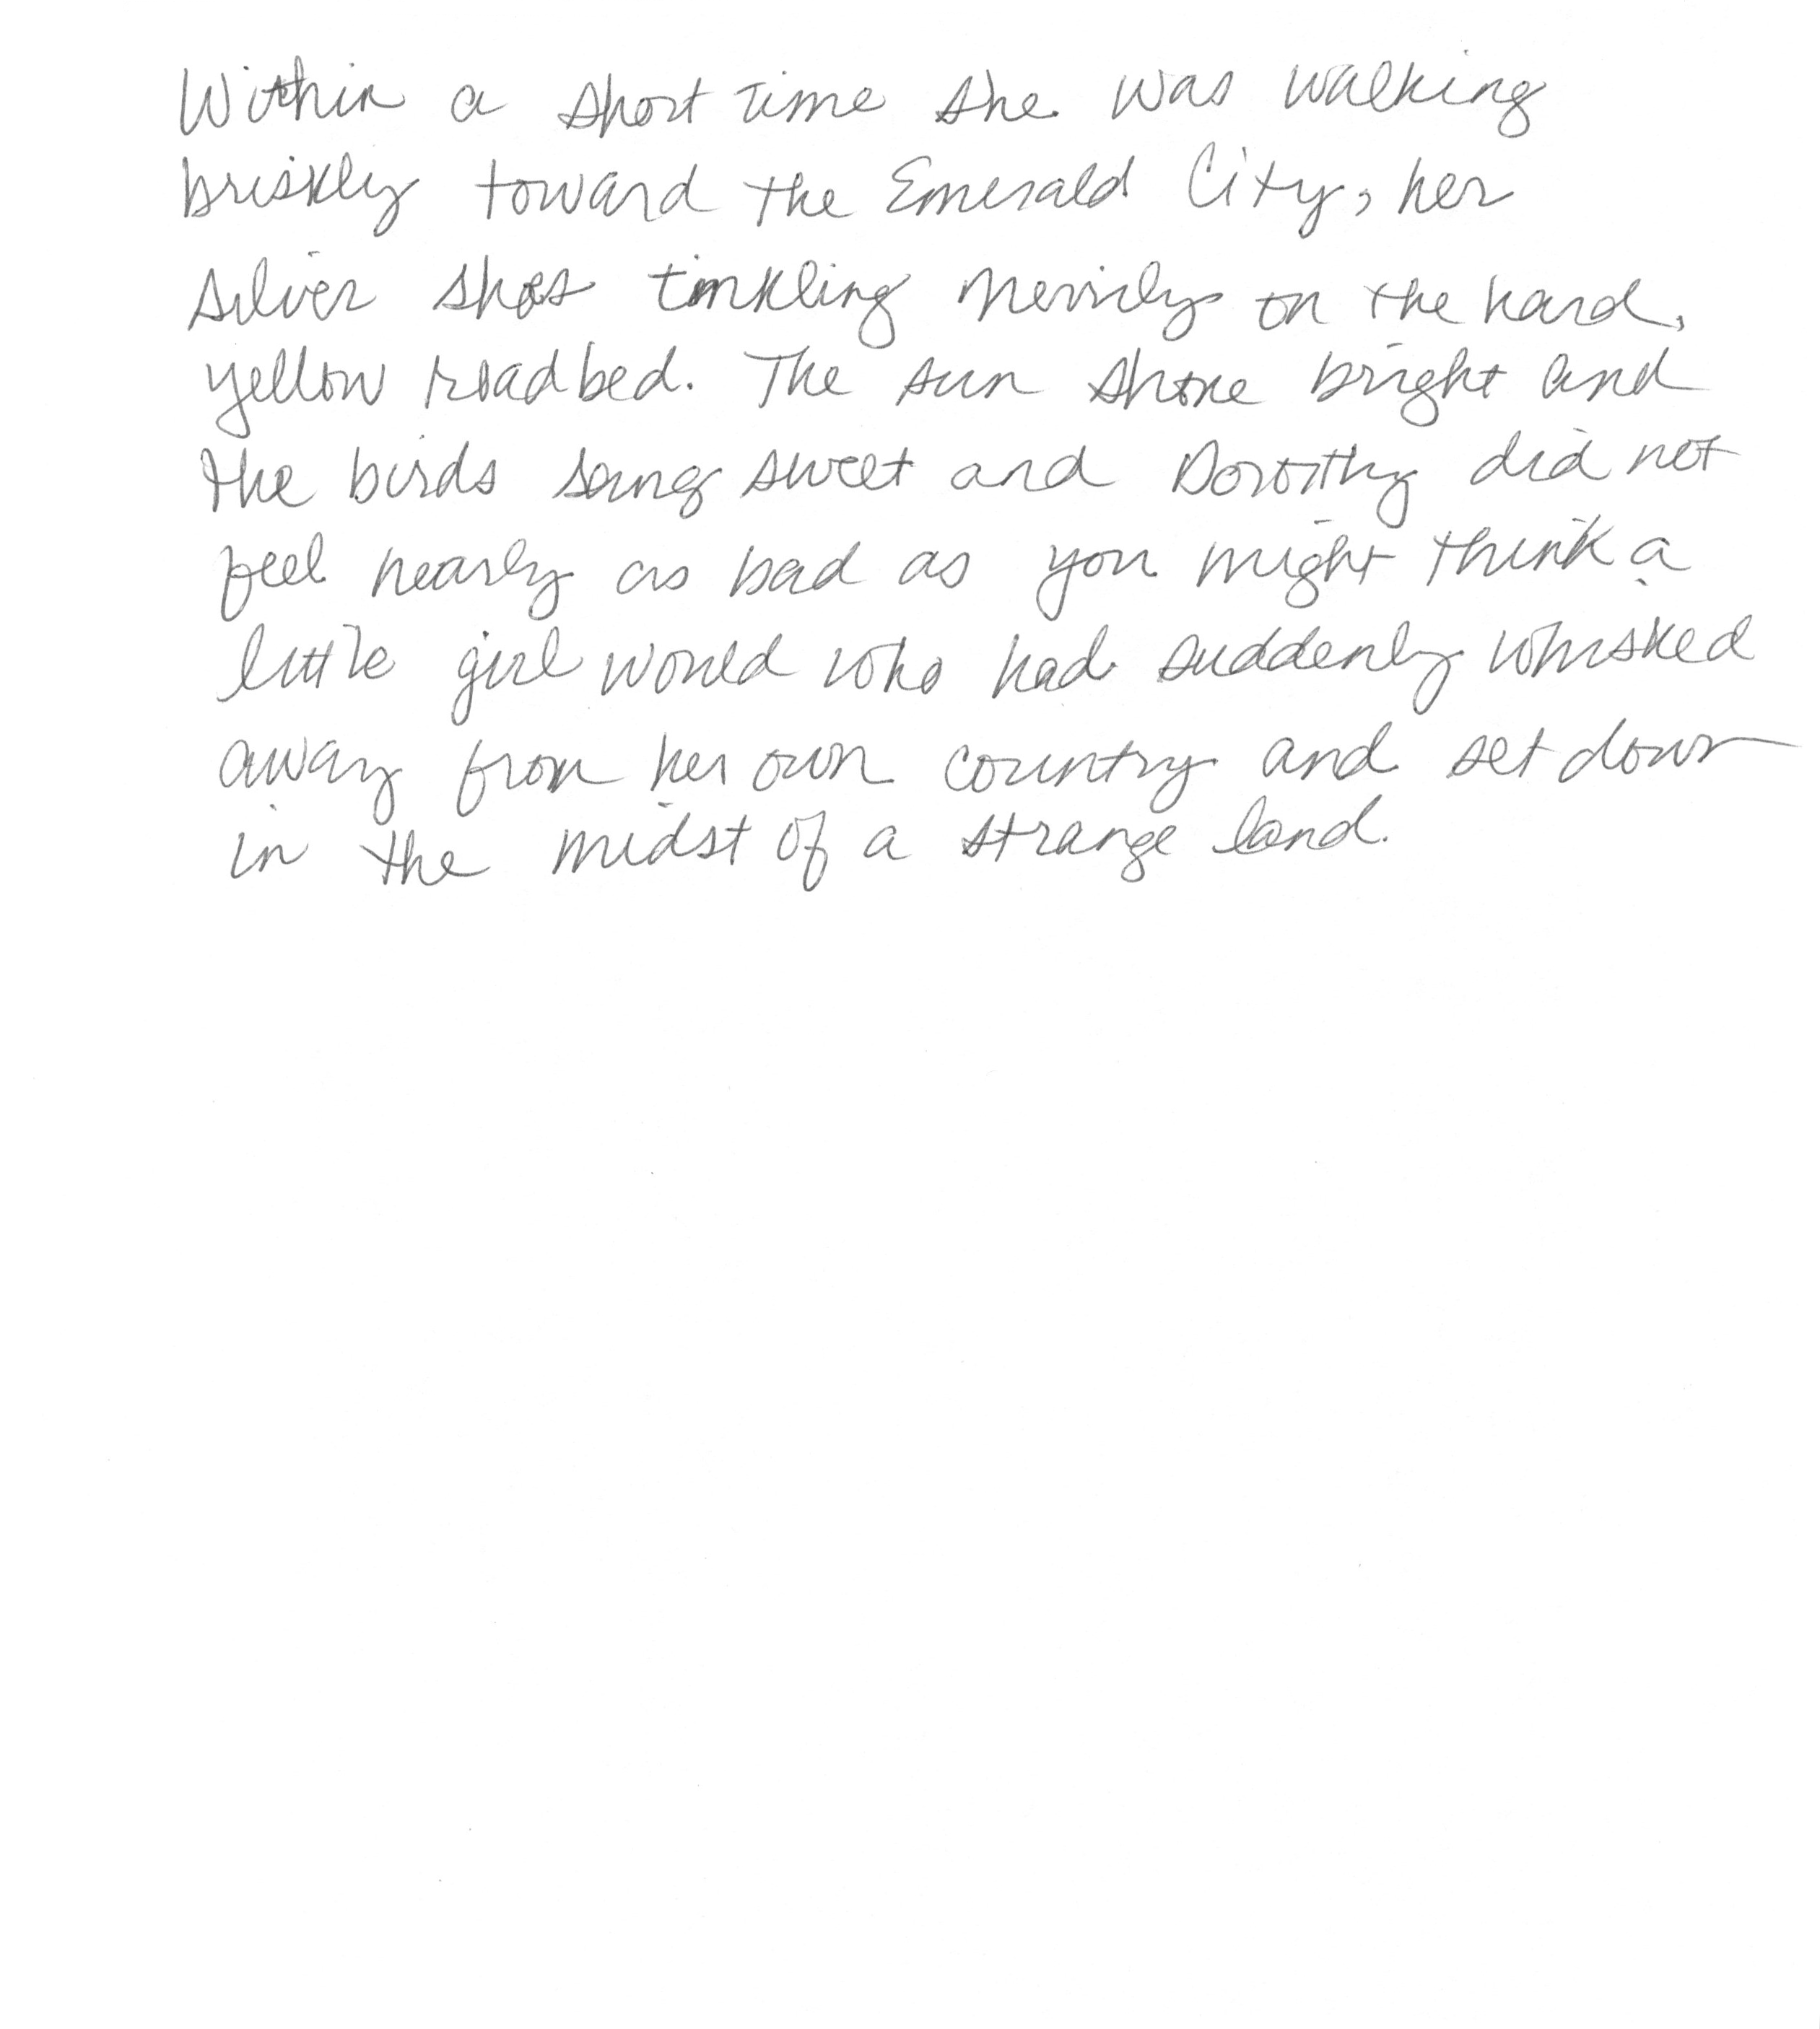 Within a short time she was walking
briskly toward the Emerald City, her
silver shoes tinkling merrily on the hard,
yellow roadbed. The sun shone bright and
the birds sang sweet and Dorothy did not
feel nearly as bad as you might think a
little girl would who had suddenly whisked
away from her own country and set down
in the midst of a strange land.